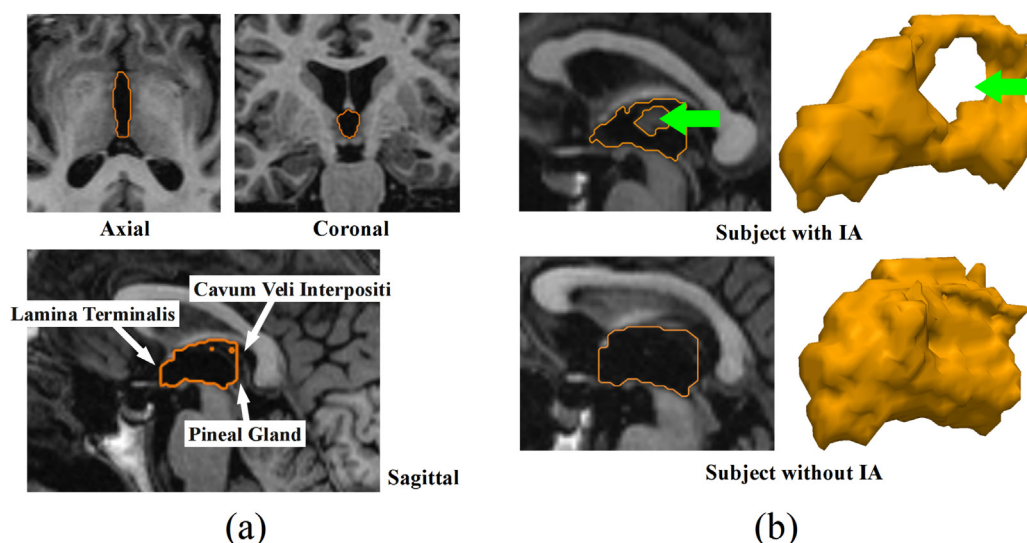 Axial
Coronal
Lamina Terminalis
Cavum Veli Interpositi
Pineal Gland
Sagittal
(a)
Subject with IA
Subject without IA
(b)